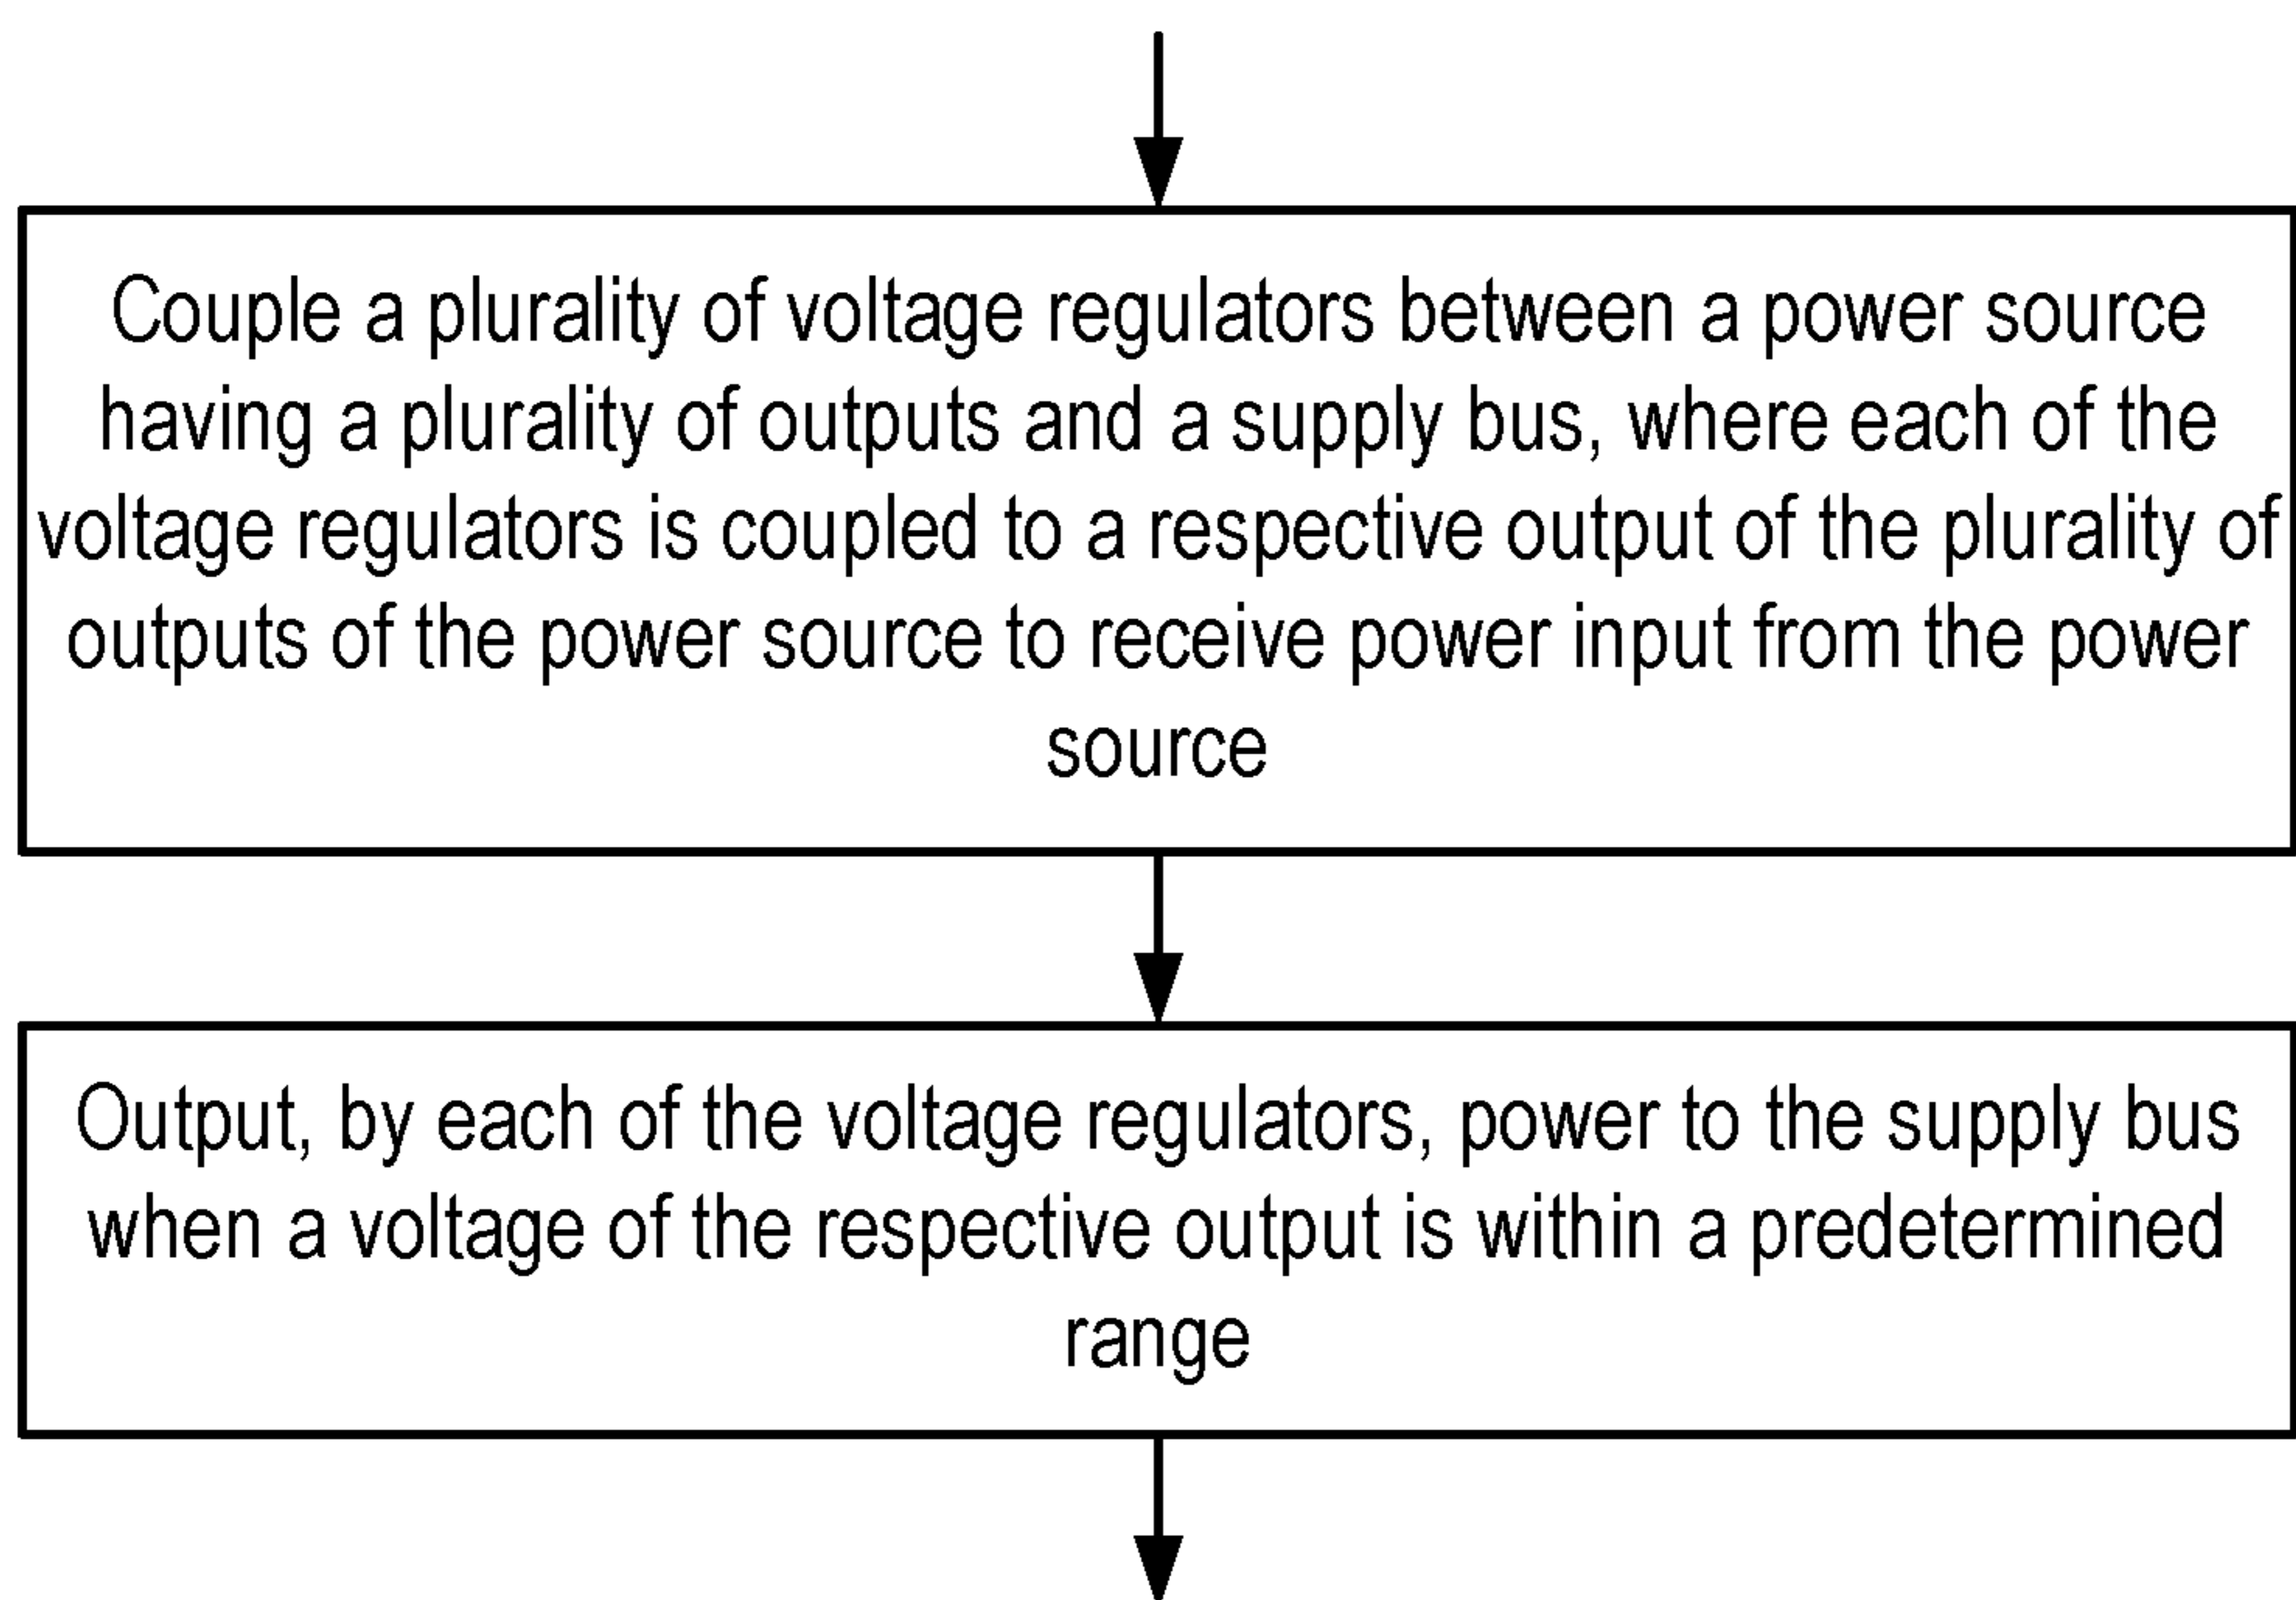 Couple a plurality of voltage regulators between a power source
having a plurality of outputs and a supply bus, where each of the
voltage regulators is coupled to a respective output of the plurality of
outputs of the power source to receive power input from the power
source
Output, by each of the voltage regulators, power to the supply bus
when a voltage of the respective output is within a predetermined
range